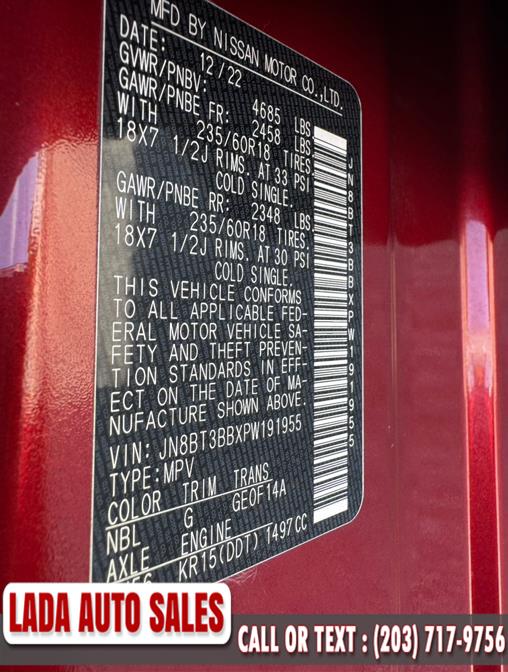 MFD BY NISSAN MOTOR CO.,LTD.
DATE: 12/22
GVWR/PNBV: 4685 LBS.
GAWR/PNBE FR: 2458 LBS.
WITH 235/60R18 TIRES.
18X7 1/2J RIMS. AT 33 PSI
COLD SINGLE.
GAWR/PNBE RR: 2348 LBS.
WITH 235/60R18 TIRES.
18X7 1/2J RIMS. AT 30 PSI
COLD SINGLE.
THIS VEHICLE CONFORMS
TO ALL APPLICABLE FED-
ERAL MOTOR VEHICLE SA-
FETY AND THEFT PREVEN-
TION STANDARDS IN EFF-
ECT ON THE DATE OF MA-
NUFACTURE SHOWN ABOVE.
VIN: JN8BT3BBXPW191955
TYPE:MPV
COLOR TRIM TRANS
NBL G GE0F14A
AXLE ENGINE
KR15(DDT) 1497CC
JN8BT3BBXPW191955
LADA AUTO SALES
CALL OR TEXT : (203) 717-9756